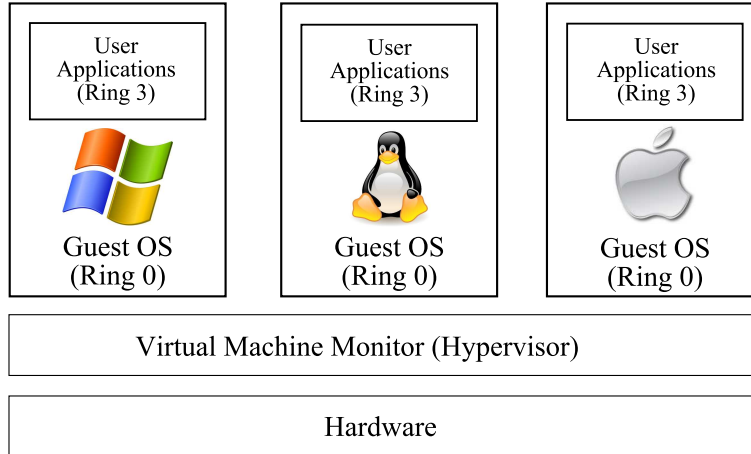 User
Applications
(Ring 3)
Guest OS
(Ring 0)
User
Applications
(Ring 3)
Guest OS
(Ring 0)
User
Applications
(Ring 3)
Guest OS
(Ring 0)
Virtual Machine Monitor (Hypervisor)
Hardware